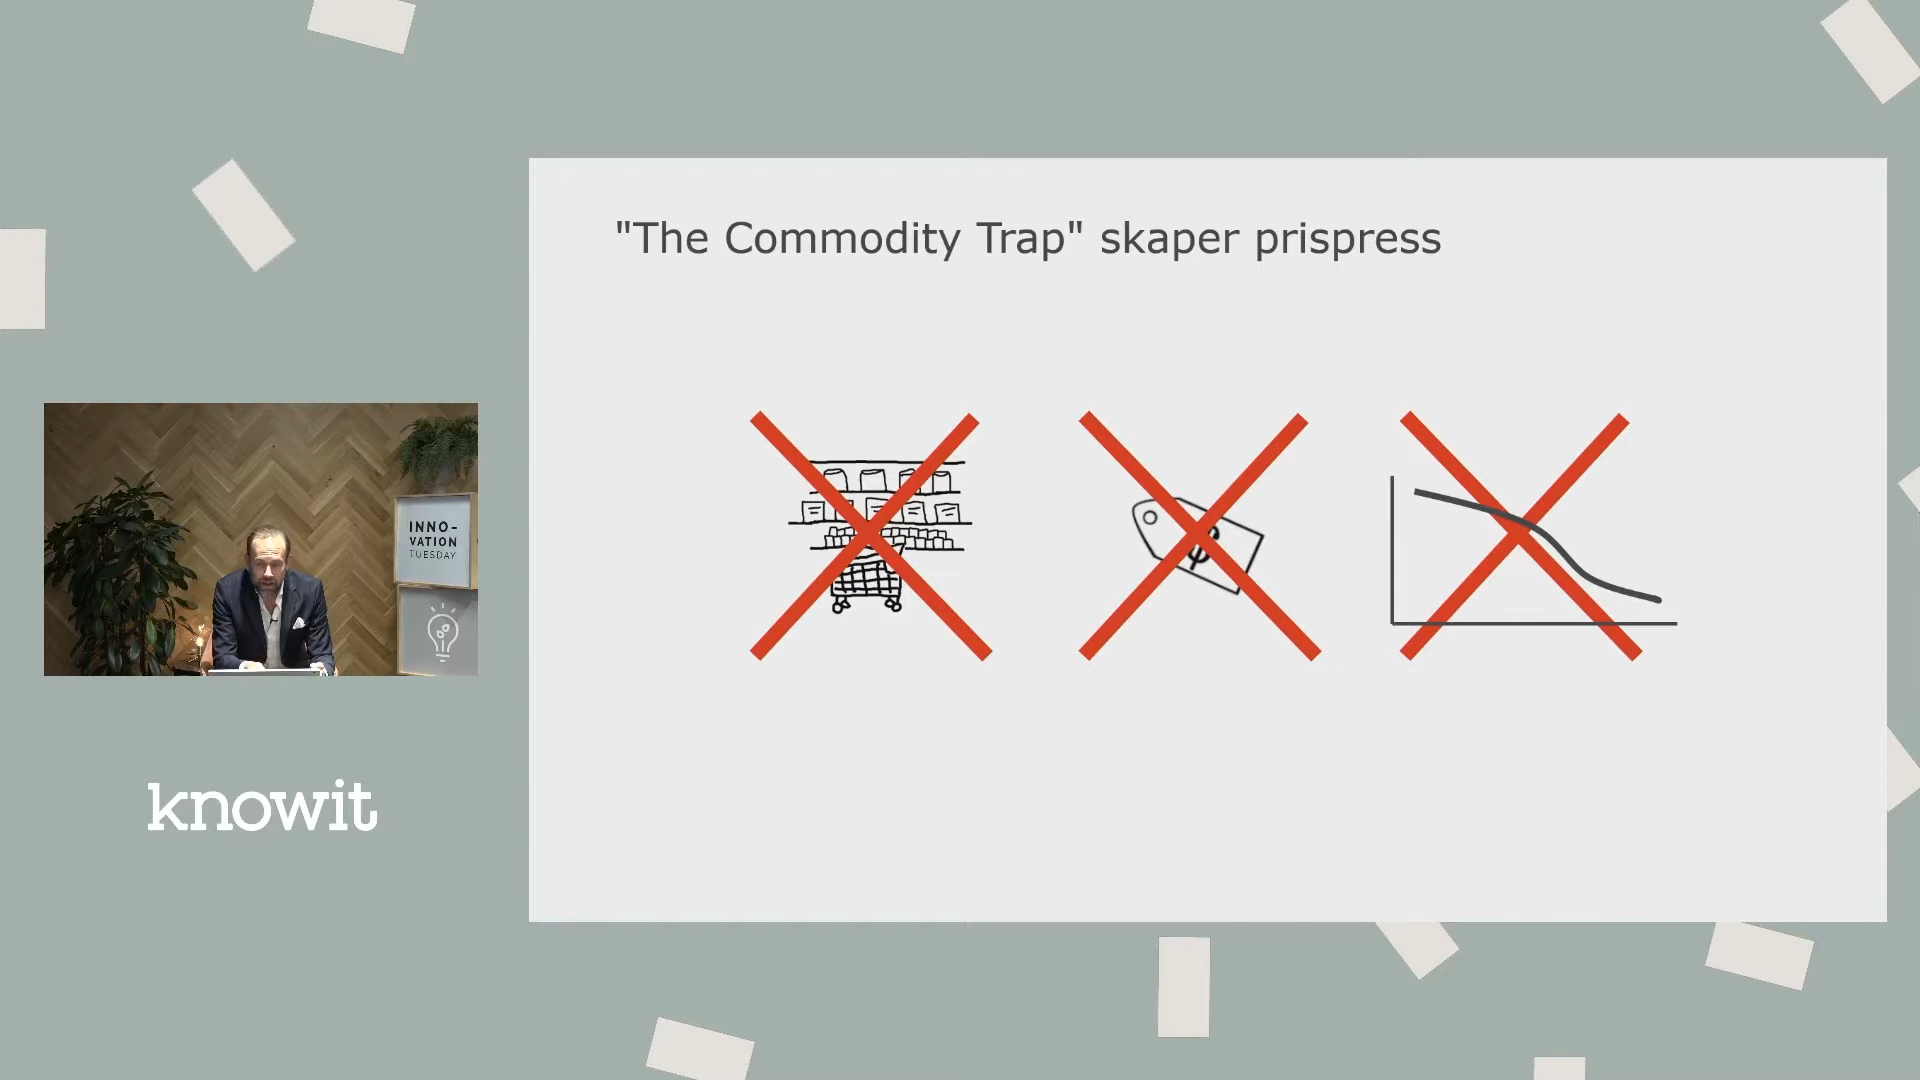 "The Commodity Trap" skaper prispress
INNO-
VATION
TUESDAY
knowit